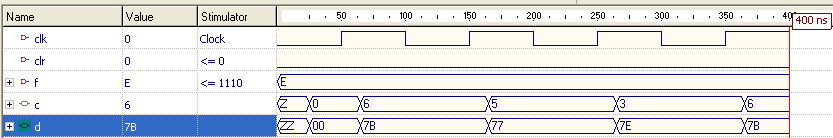 Name Value Stimulator 50 100 150 200 250 300 350 400
400 ns
clk 0 Clock
clr 0 <= 0
f E <= 1110 E
c 6 Z 0 6 5 3 6
d 7B ZZ 00 7B 77 7E 7B